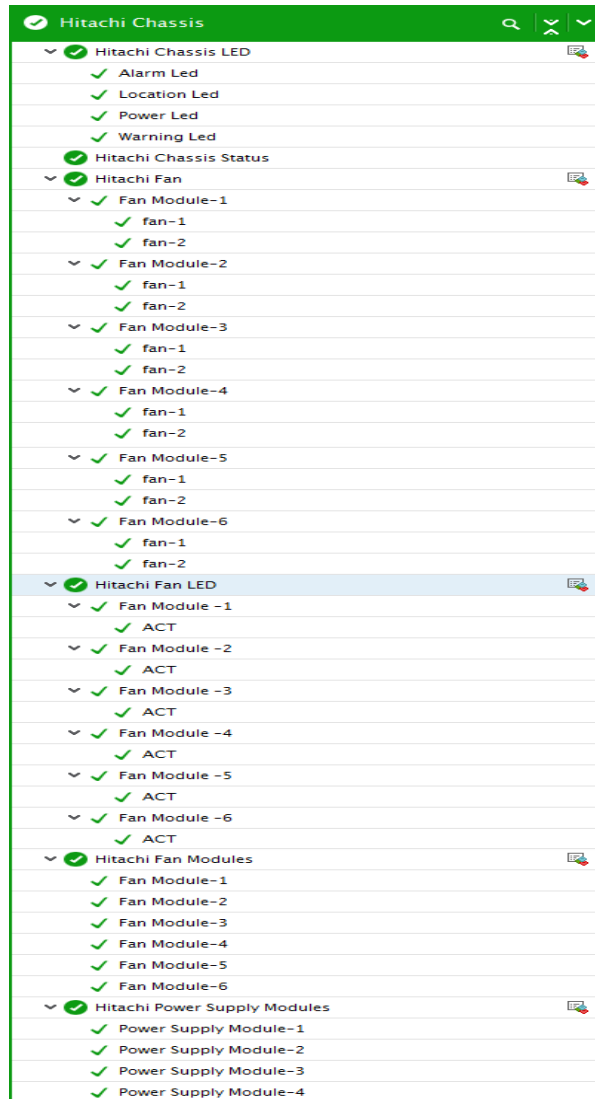 Hitachi Chassis
Hitachi Chassis LED
Alarm Led
Location Led
Power Led
Warning Led
Hitachi Chassis Status
Hitachi Fan
Fan Module-1
fan-1
fan-2
Fan Module-2
fan-1
fan-2
Fan Module-3
fan-1
fan-2
Fan Module-4
fan-1
fan-2
Fan Module-5
fan-1
fan-2
Fan Module-6
fan-1
fan-2
Hitachi Fan LED
Fan Module -1
ACT
Fan Module -2
ACT
Fan Module -3
ACT
Fan Module -4
ACT
Fan Module -5
ACT
Fan Module -6
ACT
Hitachi Fan Modules
Fan Module-1
Fan Module-2
Fan Module-3
Fan Module-4
Fan Module-5
Fan Module-6
Hitachi Power Supply Modules
Power Supply Module-1
Power Supply Module-2
Power Supply Module-3
Power Supply Module-4